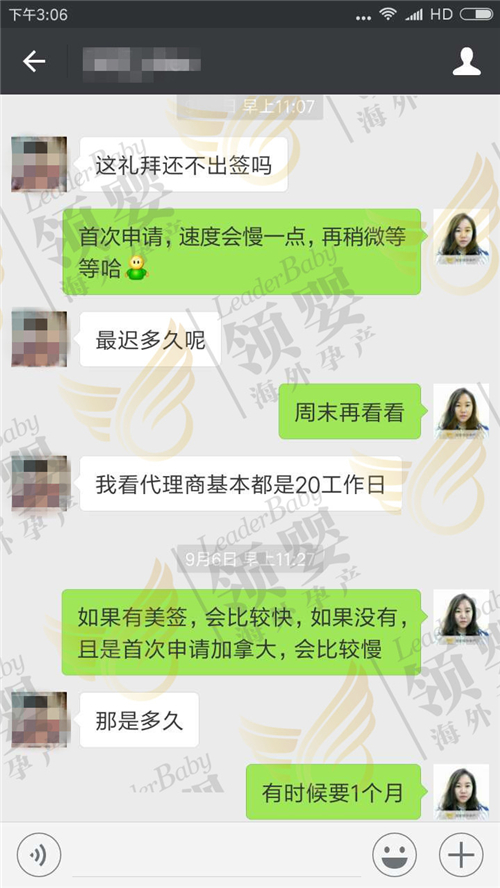 下午3:06
HD
早上11:07
这礼拜还不出签吗
首次申请，速度会慢一点，再稍微等
等哈
最迟多久呢
周末再看看
我看代理商基本都是20工作日
9月6日 早上11:27
如果有美签，会比较快，如果没有，
且是首次申请加拿大，会比较慢
那是多久
有时候要1个月
LeaderBaby
领婴
海外孕产